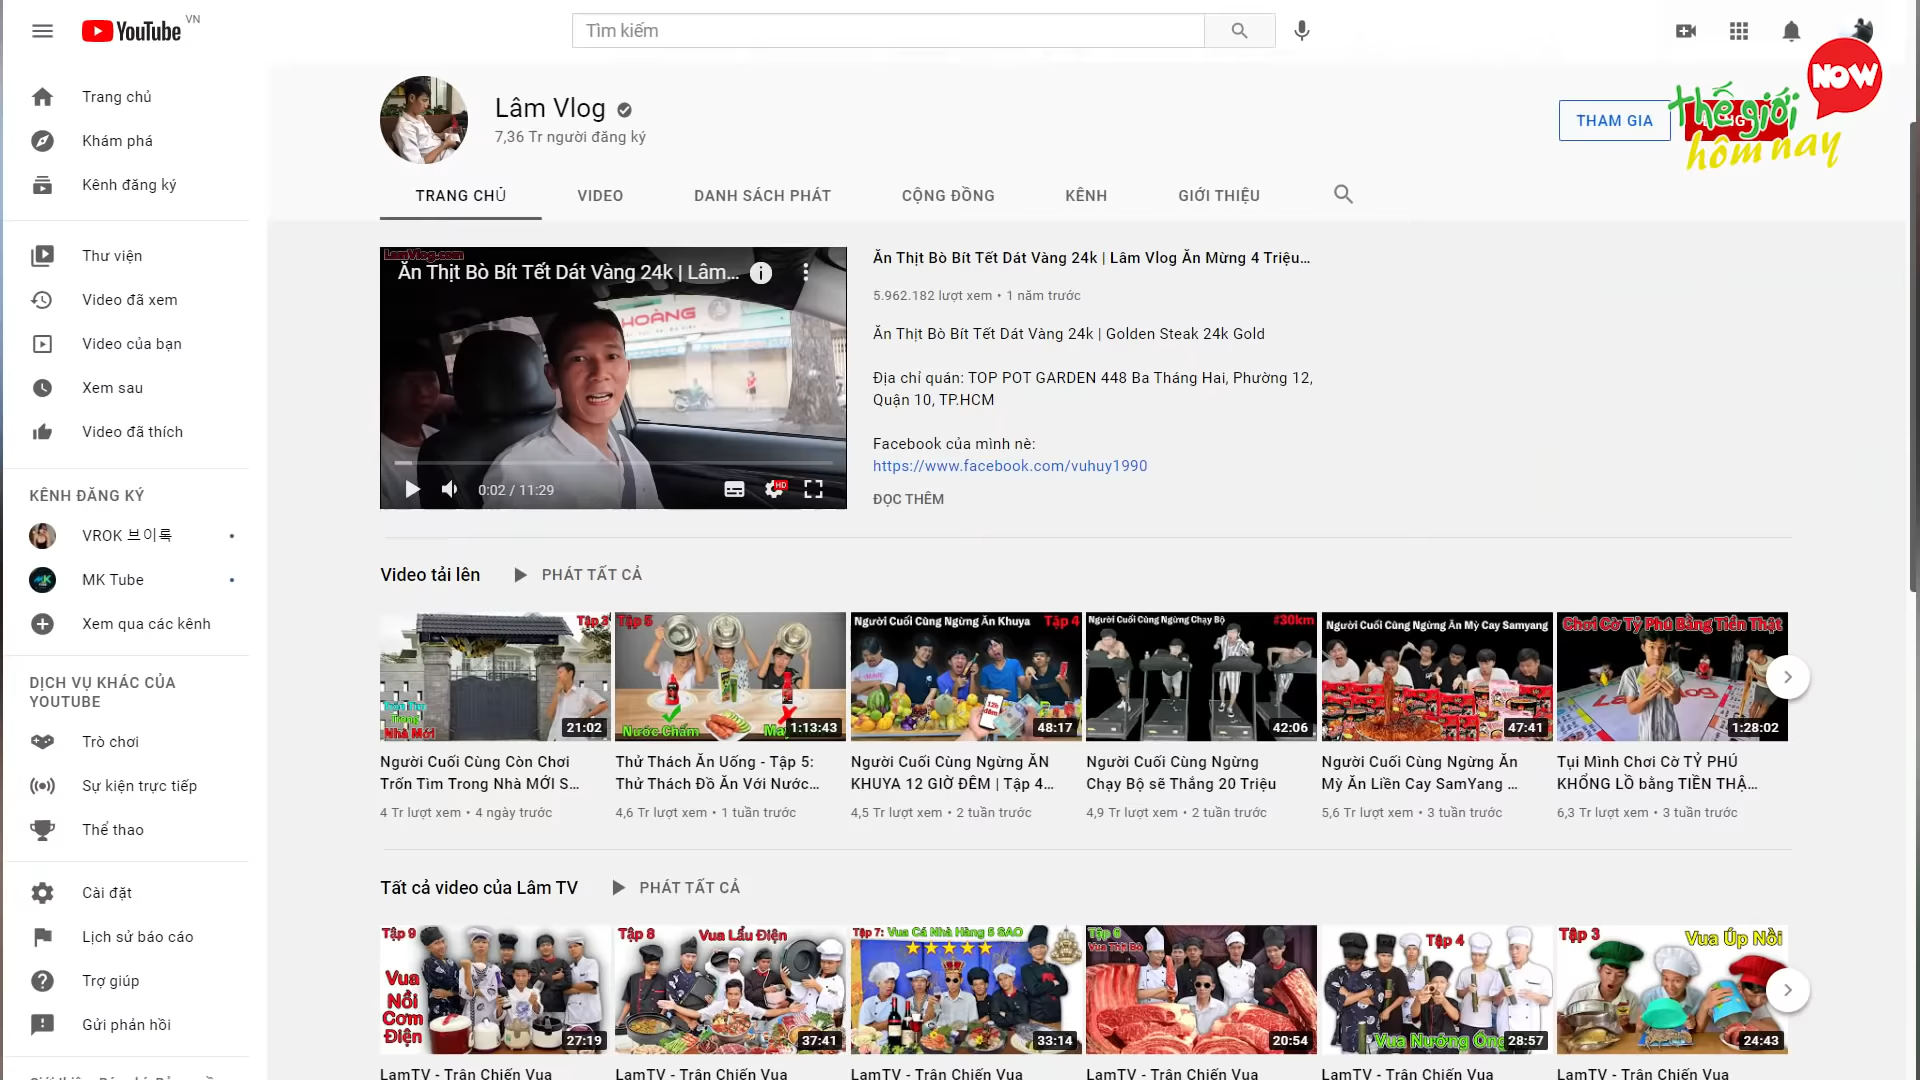 YouTube VN
Tìm kiếm
Trang chủ
Khám phá
Kênh đăng ký
Thư viện
Video đã xem
Video của bạn
Xem sau
Video đã thích
KÊNH ĐĂNG KÝ
VROK 브이록
MK Tube
Xem qua các kênh
DỊCH VỤ KHÁC CỦA
YOUTUBE
Trò chơi
Sự kiện trực tiếp
Thể thao
Cài đặt
Lịch sử báo cáo
Trợ giúp
Gửi phản hồi
Lâm Vlog
7,36 Tr người đăng ký
THAM GIA
thế giới
hôm nay
NOW
TRANG CHỦ
VIDEO
DANH SÁCH PHÁT
CỘNG ĐỒNG
KÊNH
GIỚI THIỆU
LamVlog.com
Ăn Thịt Bò Bít Tết Dát Vàng 24k | Lâm...
HOÀNG
0:02 / 11:29
HD
Ăn Thịt Bò Bít Tết Dát Vàng 24k | Lâm Vlog Ăn Mừng 4 Triệu...
5.962.182 lượt xem • 1 năm trước
Ăn Thịt Bò Bít Tết Dát Vàng 24k | Golden Steak 24k Gold
Địa chỉ quán: TOP POT GARDEN 448 Ba Tháng Hai, Phường 12,
Quận 10, TP.HCM
Facebook của mình nè:
https://www.facebook.com/vuhuy1990
ĐỌC THÊM
Video tải lên
PHÁT TẤT CẢ
Tập 3
Trốn Tìm
Trong
Nhà Mới
21:02
Người Cuối Cùng Còn Chơi
Trốn Tìm Trong Nhà MỚI S...
4 Tr lượt xem • 4 ngày trước
Tập 5
Nước Chấm
1:13:43
Thử Thách Ăn Uống - Tập 5:
Thử Thách Đồ Ăn Với Nước...
4,6 Tr lượt xem • 1 tuần trước
Người Cuối Cùng Ngừng Ăn Khuya Tập 4
12h
đêm
48:17
Người Cuối Cùng Ngừng ĂN
KHUYA 12 GIỜ ĐÊM | Tập 4...
4,5 Tr lượt xem • 2 tuần trước
Người Cuối Cùng Ngừng Chạy Bộ #30km
42:06
Người Cuối Cùng Ngừng
Chạy Bộ sẽ Thắng 20 Triệu
4,9 Tr lượt xem • 2 tuần trước
Người Cuối Cùng Ngừng Ăn Mỳ Cay Samyang
47:41
Người Cuối Cùng Ngừng Ăn
Mỳ Ăn Liền Cay SamYang ...
5,6 Tr lượt xem • 3 tuần trước
Chơi Cờ Tỷ Phú Bằng Tiền Thật
1:28:02
Tụi Mình Chơi Cờ TỶ PHÚ
KHỔNG LỒ bằng TIỀN THẬ...
6,3 Tr lượt xem • 3 tuần trước
Tất cả video của Lâm TV
PHÁT TẤT CẢ
Tập 9
Vua
Nồi
Cơm
Điện
27:19
LamTV - Trận Chiến Vua
Tập 8
Vua Lẩu Điện
37:41
LamTV - Trận Chiến Vua
Tập 7: Vua Cá Nhà Hàng 5 SAO
33:14
LamTV - Trận Chiến Vua
Tập 6
Vua Thịt Bò
20:54
LamTV - Trận Chiến Vua
Tập 4
Vua Nướng Ống
28:57
LamTV - Trận Chiến Vua
Tập 3
Vua Úp Nồi
24:43
LamTV - Trận Chiến Vua